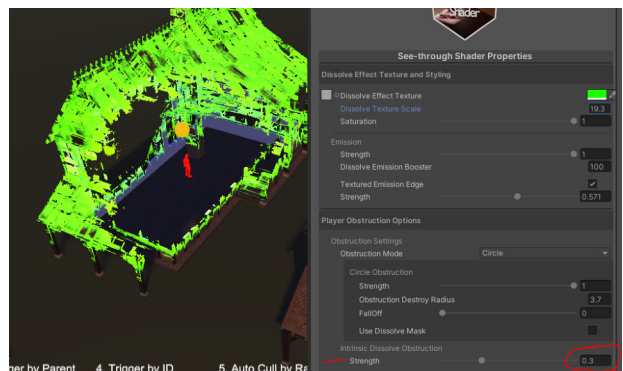 Shader
See-through Shader Properties
Dissolve Effect Texture and Styling
Dissolve Effect Texture
Dissolve Texture Scale 19.3
Saturation 1
Emission
Strength 1
Dissolve Emission Booster 100
Textured Emission Edge
Strength 0.571
Player Obstruction Options
Obstruction Settings
Obstruction Mode Circle
Circle Obstruction
Strength 1
Obstruction Destroy Radius 3.7
FallOff 0
Use Dissolve Mask
Intrinsic Dissolve Obstruction
Strength 0.3
ger by Parent 4. Trigger by ID 5. Auto Cull by Ra